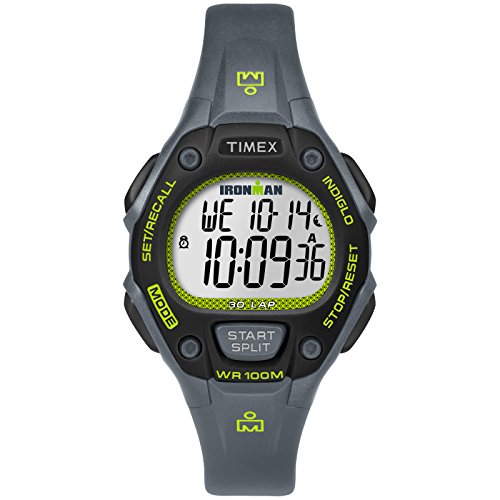 TIMEX
IRONMAN
WE 10-14
A
10:09 36
30-LAP
SET/RECALL
INDIGLO
MODE
STOP/RESET
START
SPLIT
WR 100M